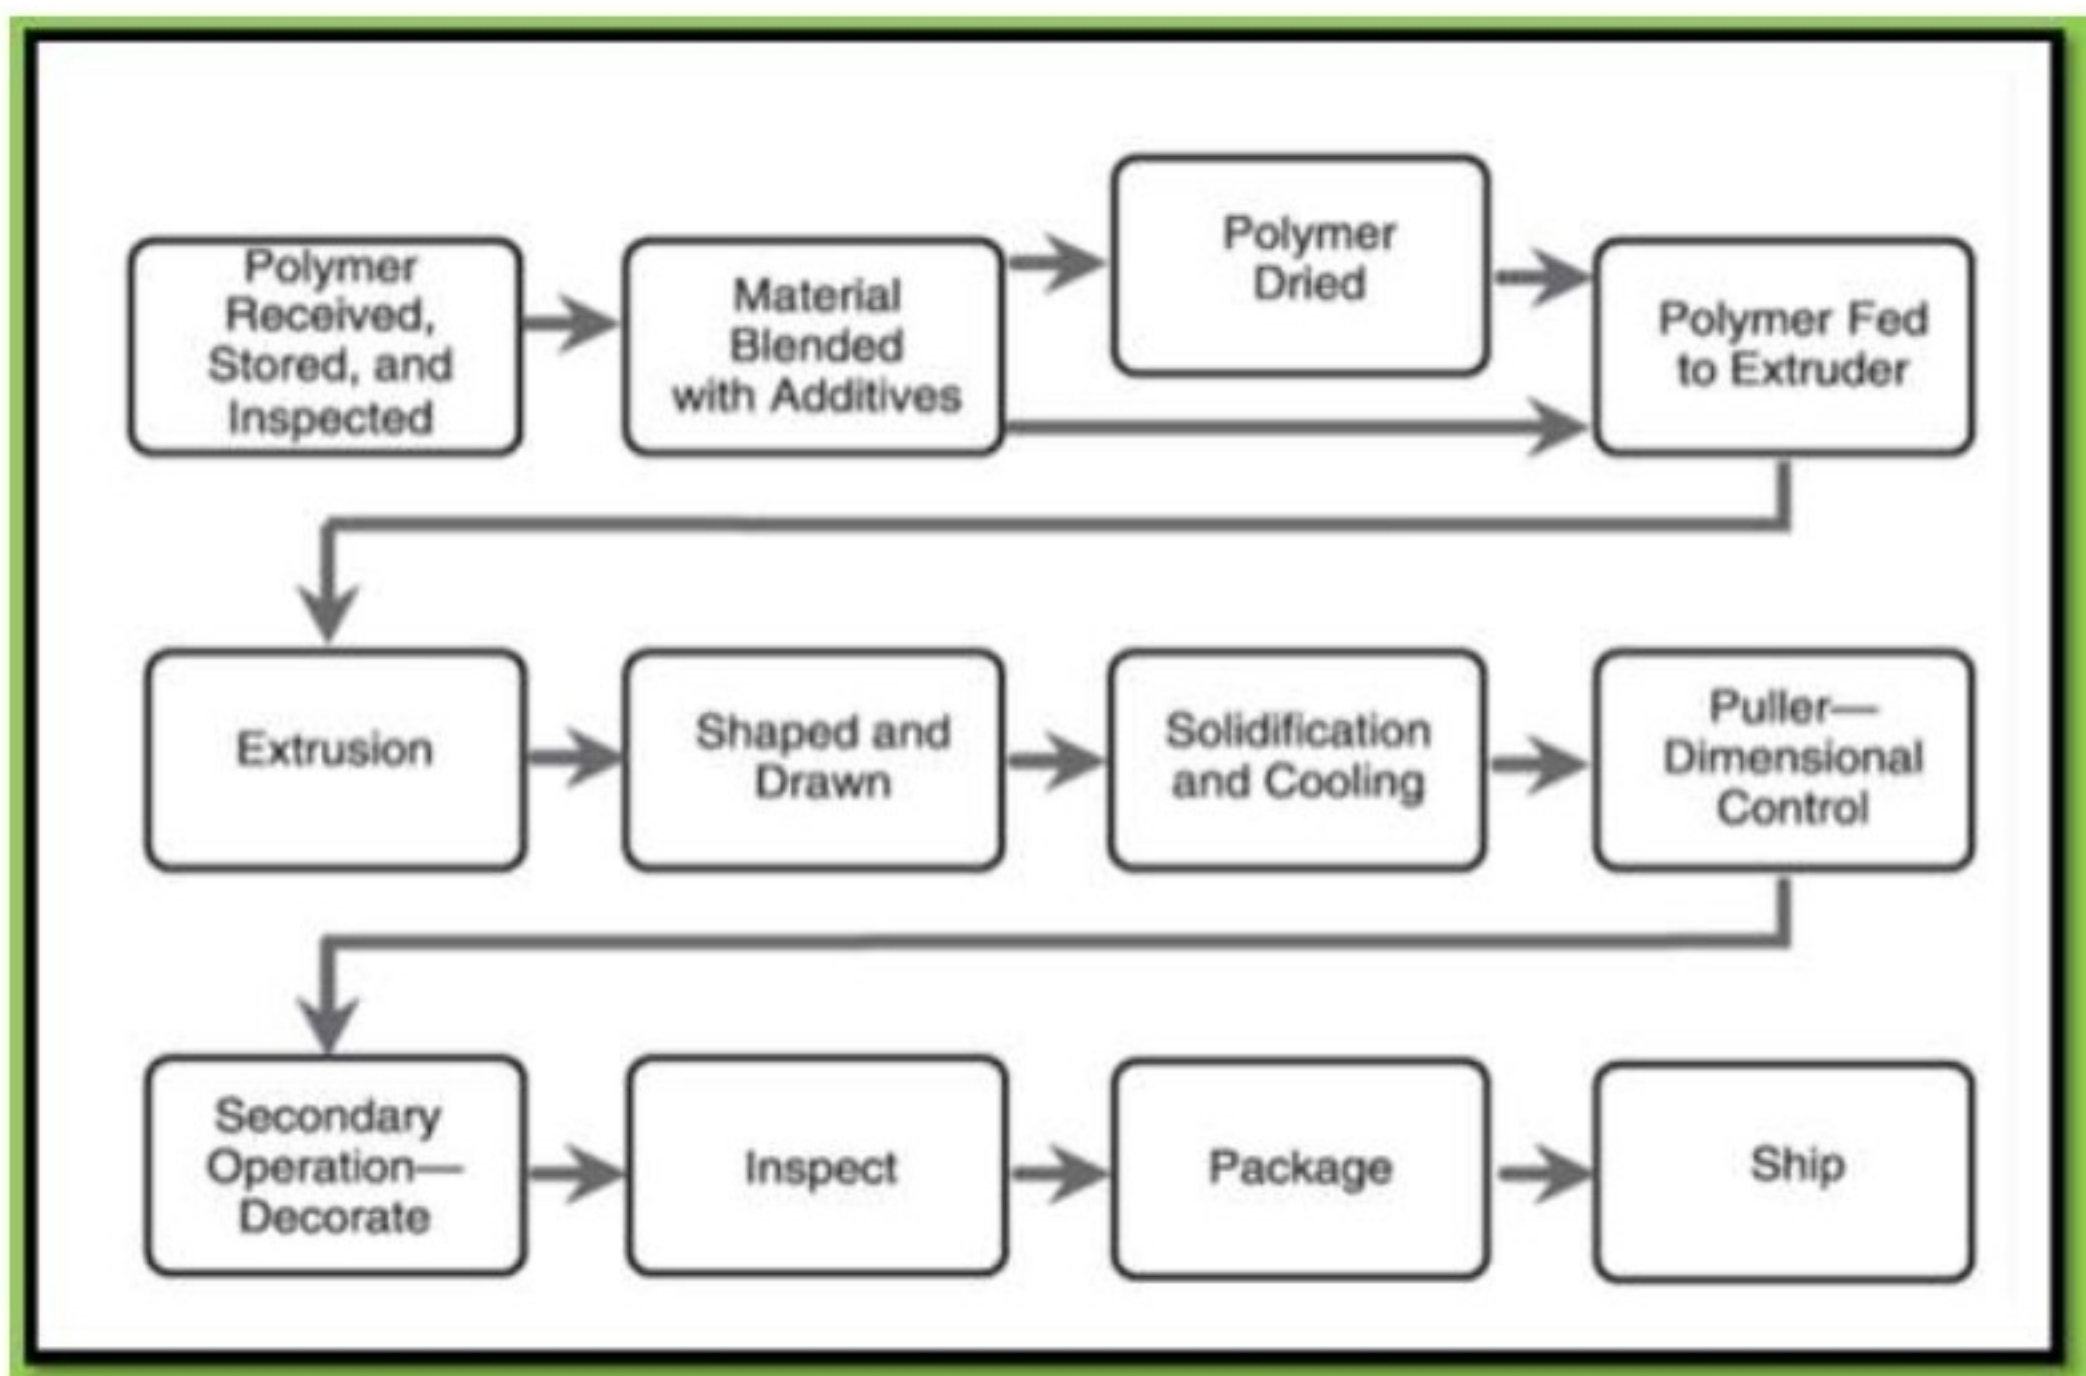 Polymer
Received,
Stored, and
Inspected
Material
Blended
with Additives
Polymer
Dried
Polymer Fed
to Extruder
Extrusion
Shaped and
Drawn
Solidification
and Cooling
Puller—
Dimensional
Control
Secondary
Operation—
Decorate
Inspect
Package
Ship